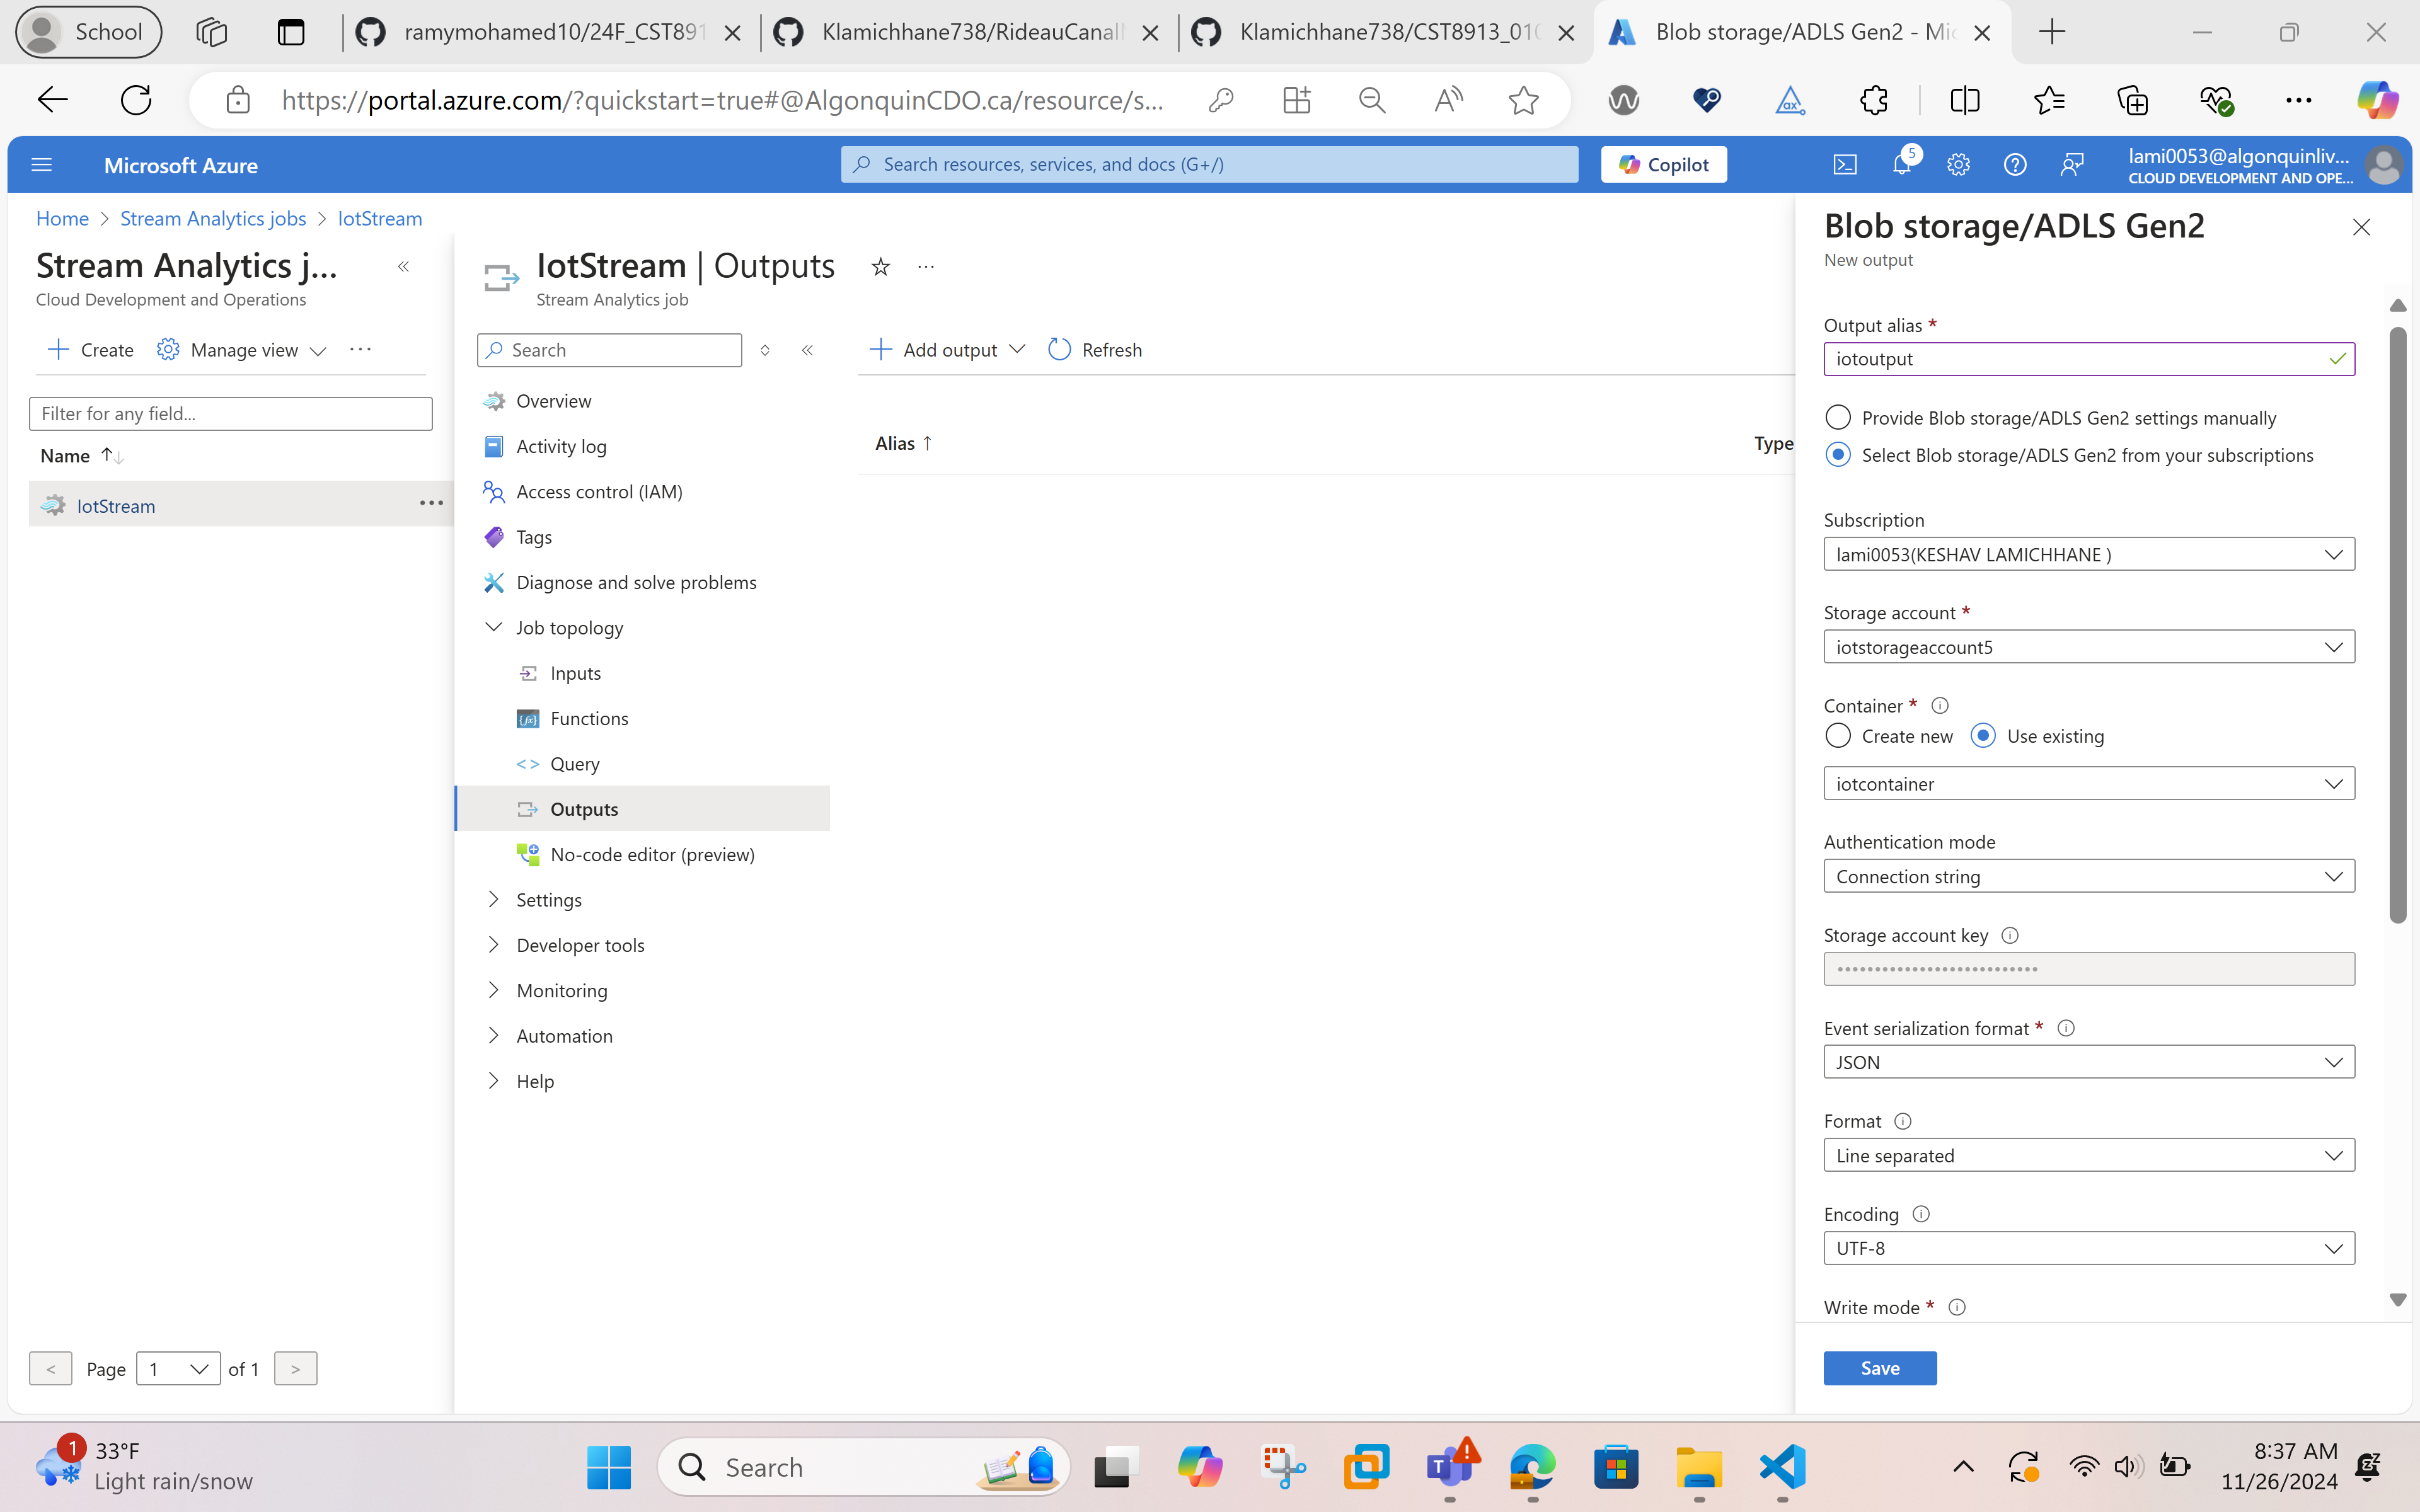 School
ramymohamed10/24F_CST891
Klamichhane738/RideauCanalM
Klamichhane738/CST8913_010
Blob storage/ADLS Gen2 - Mic
https://portal.azure.com/?quickstart=true#@AlgonquinCDO.ca/resource/s...
Microsoft Azure
Search resources, services, and docs (G+/)
Copilot
5
lami0053@algonquinliv...
CLOUD DEVELOPMENT AND OPE...
Home > Stream Analytics jobs > IotStream
Stream Analytics j...
Cloud Development and Operations
Create
Manage view
Filter for any field...
Name
IotStream
< Page 1 of 1 >
IotStream | Outputs
Stream Analytics job
Search
Overview
Activity log
Access control (IAM)
Tags
Diagnose and solve problems
Job topology
Inputs
Functions
Query
Outputs
No-code editor (preview)
Settings
Developer tools
Monitoring
Automation
Help
Add output
Refresh
Alias ↑
Type
Blob storage/ADLS Gen2
New output
Output alias *
iotoutput
Provide Blob storage/ADLS Gen2 settings manually
Select Blob storage/ADLS Gen2 from your subscriptions
Subscription
lami0053(KESHAV LAMICHHANE )
Storage account *
iotstorageaccount5
Container *
Create new
Use existing
iotcontainer
Authentication mode
Connection string
Storage account key
•••••••••••••••••••••••••••
Event serialization format *
JSON
Format
Line separated
Encoding
UTF-8
Write mode *
Save
1
33°F
Light rain/snow
Search
8:37 AM
11/26/2024